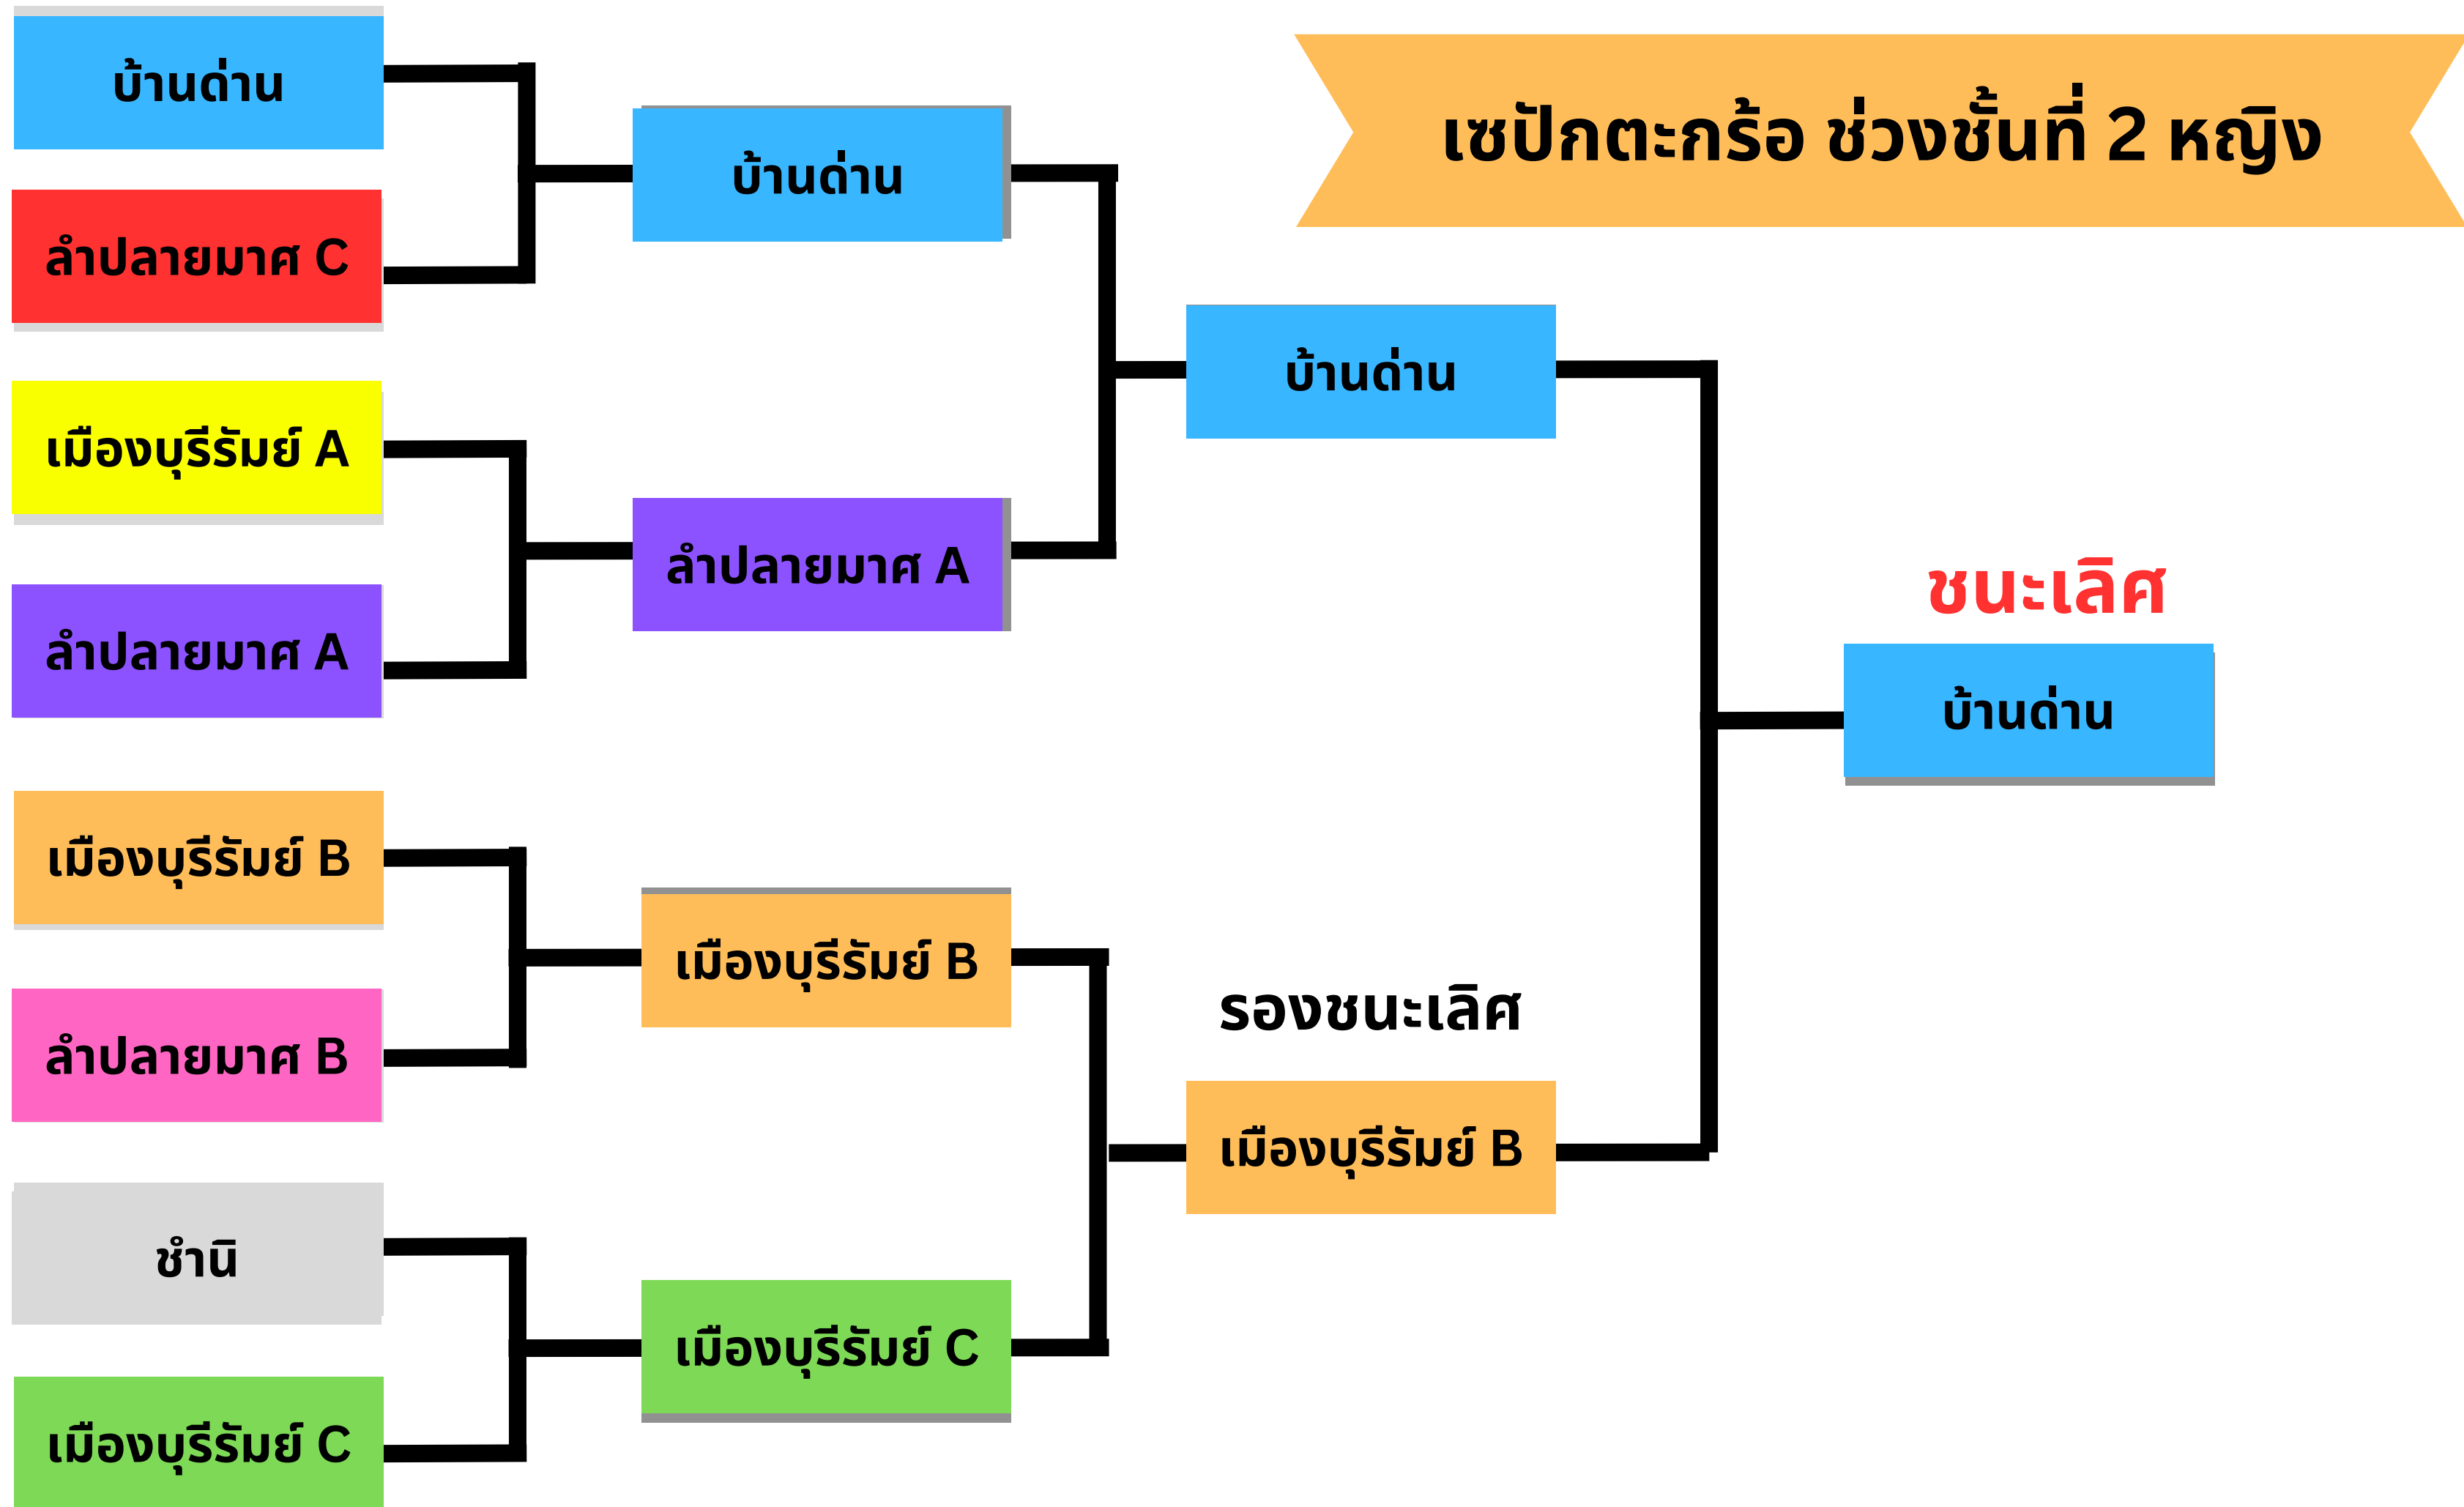 เซปักตะกร้อ ช่วงชั้นที่ 2 หญิง
บ้านด่าน
ลำปลายมาศ C
เมืองบุรีรัมย์ A
ลำปลายมาศ A
เมืองบุรีรัมย์ B
ลำปลายมาศ B
ชำนิ
เมืองบุรีรัมย์ C
บ้านด่าน
ลำปลายมาศ A
เมืองบุรีรัมย์ B
เมืองบุรีรัมย์ C
บ้านด่าน
รองชนะเลิศ
เมืองบุรีรัมย์ B
ชนะเลิศ
บ้านด่าน